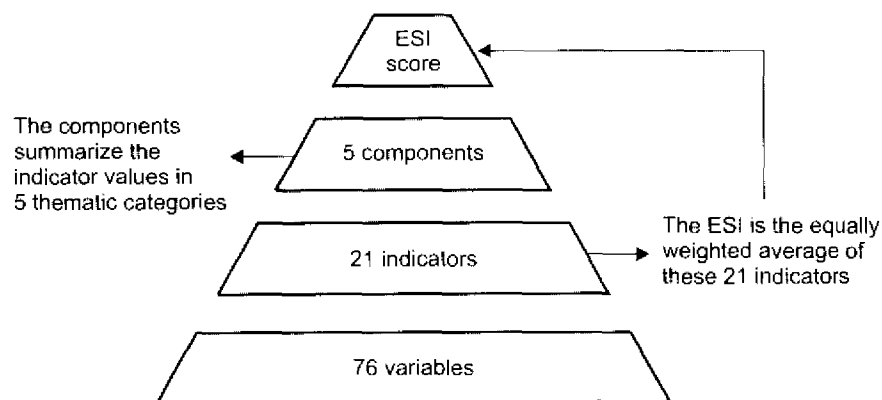 ESI
score
The components
summarize the
indicator values in
5 thematic categories
5 components
21 indicators
The ESI is the equally
weighted average of
these 21 indicators
76 variables